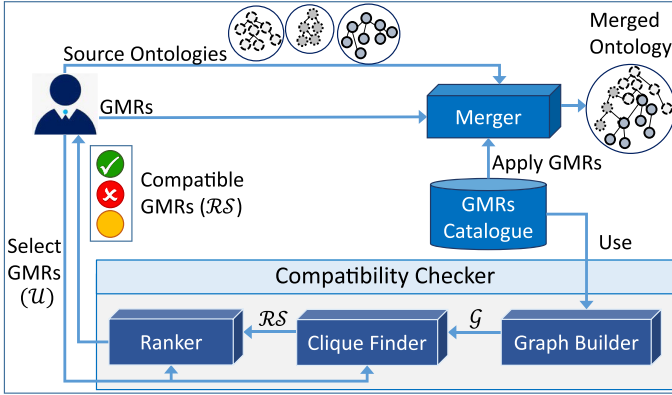 Source Ontologies
Merged
Ontology
GMRs
Merger
Apply GMRs
Compatible
GMRs (ℛ𝒮)
GMRs
Catalogue
Select
GMRs
(𝒰)
Use
Compatibility Checker
Ranker
ℛ𝒮
Clique Finder
𝒢
Graph Builder